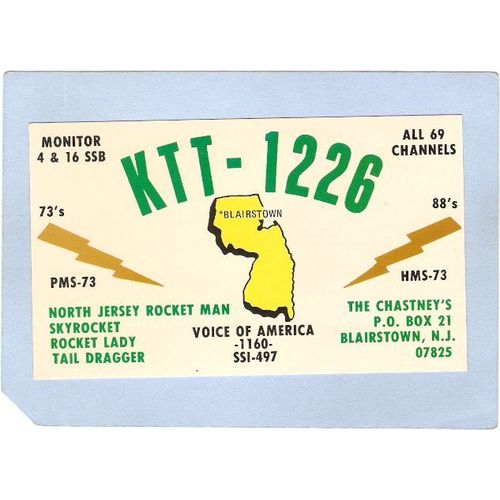 KTT-1226
MONITOR
4 & 16 SSB
ALL 69
CHANNELS
73's
88's
*BLAIRSTOWN
PMS-73
HMS-73
NORTH JERSEY ROCKET MAN
SKYROCKET
ROCKET LADY
TAIL DRAGGER
VOICE OF AMERICA
-1160-
SSI-497
THE CHASTNEY'S
P.O. BOX 21
BLAIRSTOWN, N.J.
07825